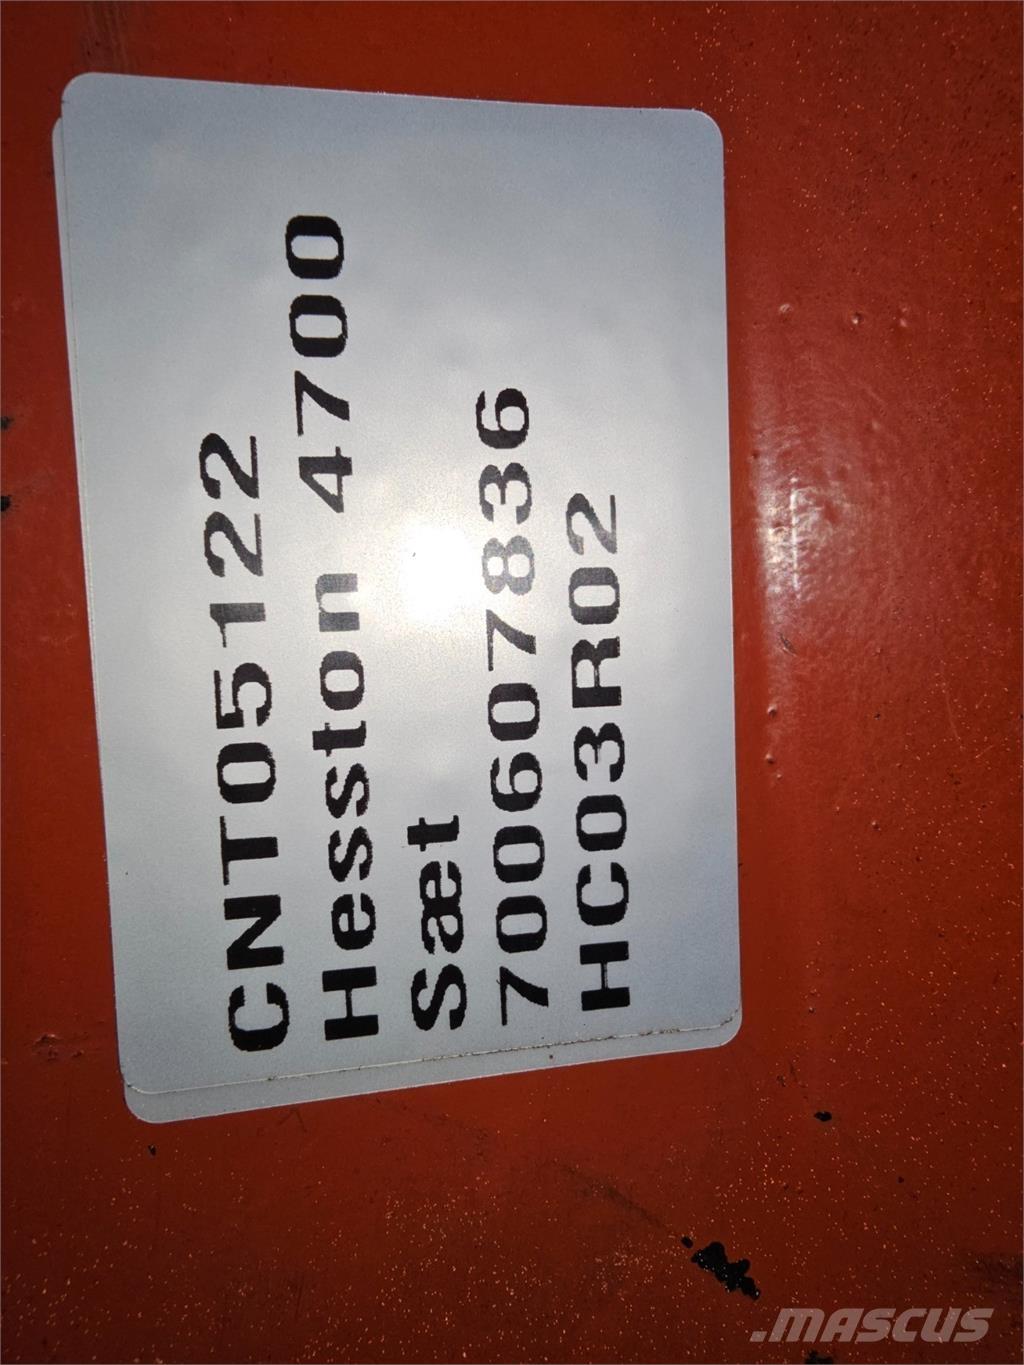 CNT05122
Hesston 4700
Sæt
700607836
HC03R02
.MASCUS